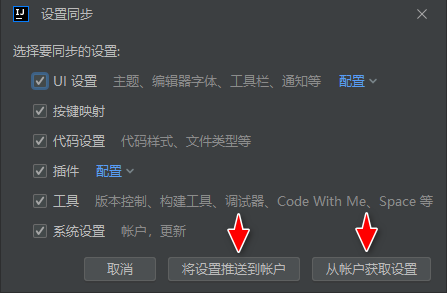 IJ 设置同步
选择要同步的设置:
UI 设置 主题、编辑器字体、工具栏、通知等 配置
按键映射
代码设置 代码样式、文件类型等
插件 配置
工具 版本控制、构建工具、调试器、Code With Me、Space 等
系统设置 帐户，更新
取消 将设置推送到帐户 从帐户获取设置